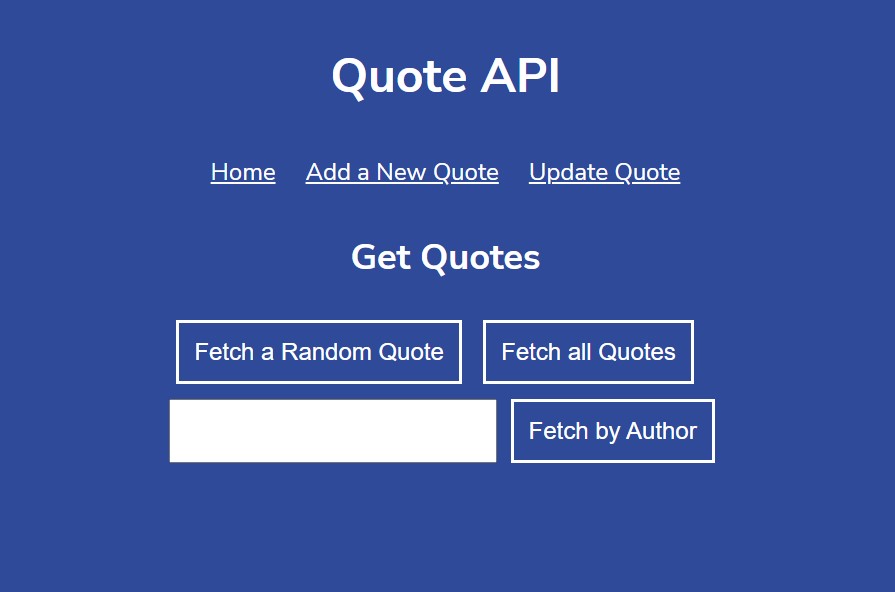 Quote API
Home Add a New Quote Update Quote
Get Quotes
Fetch a Random Quote Fetch all Quotes
Fetch by Author